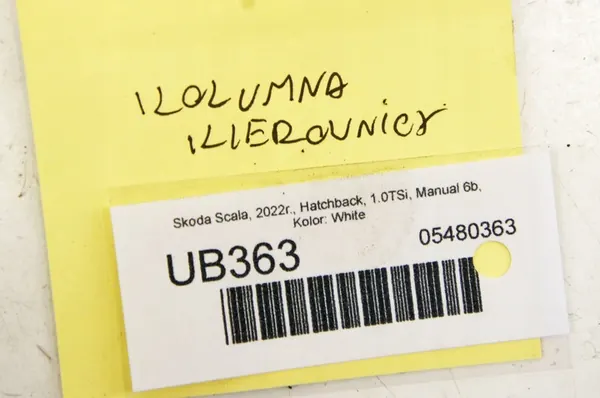 KOLUMNA
KIEROWNICY
Skoda Scala, 2022r., Hatchback, 1.0TSi, Manual 6b,
Kolor: White
UB363
05480363